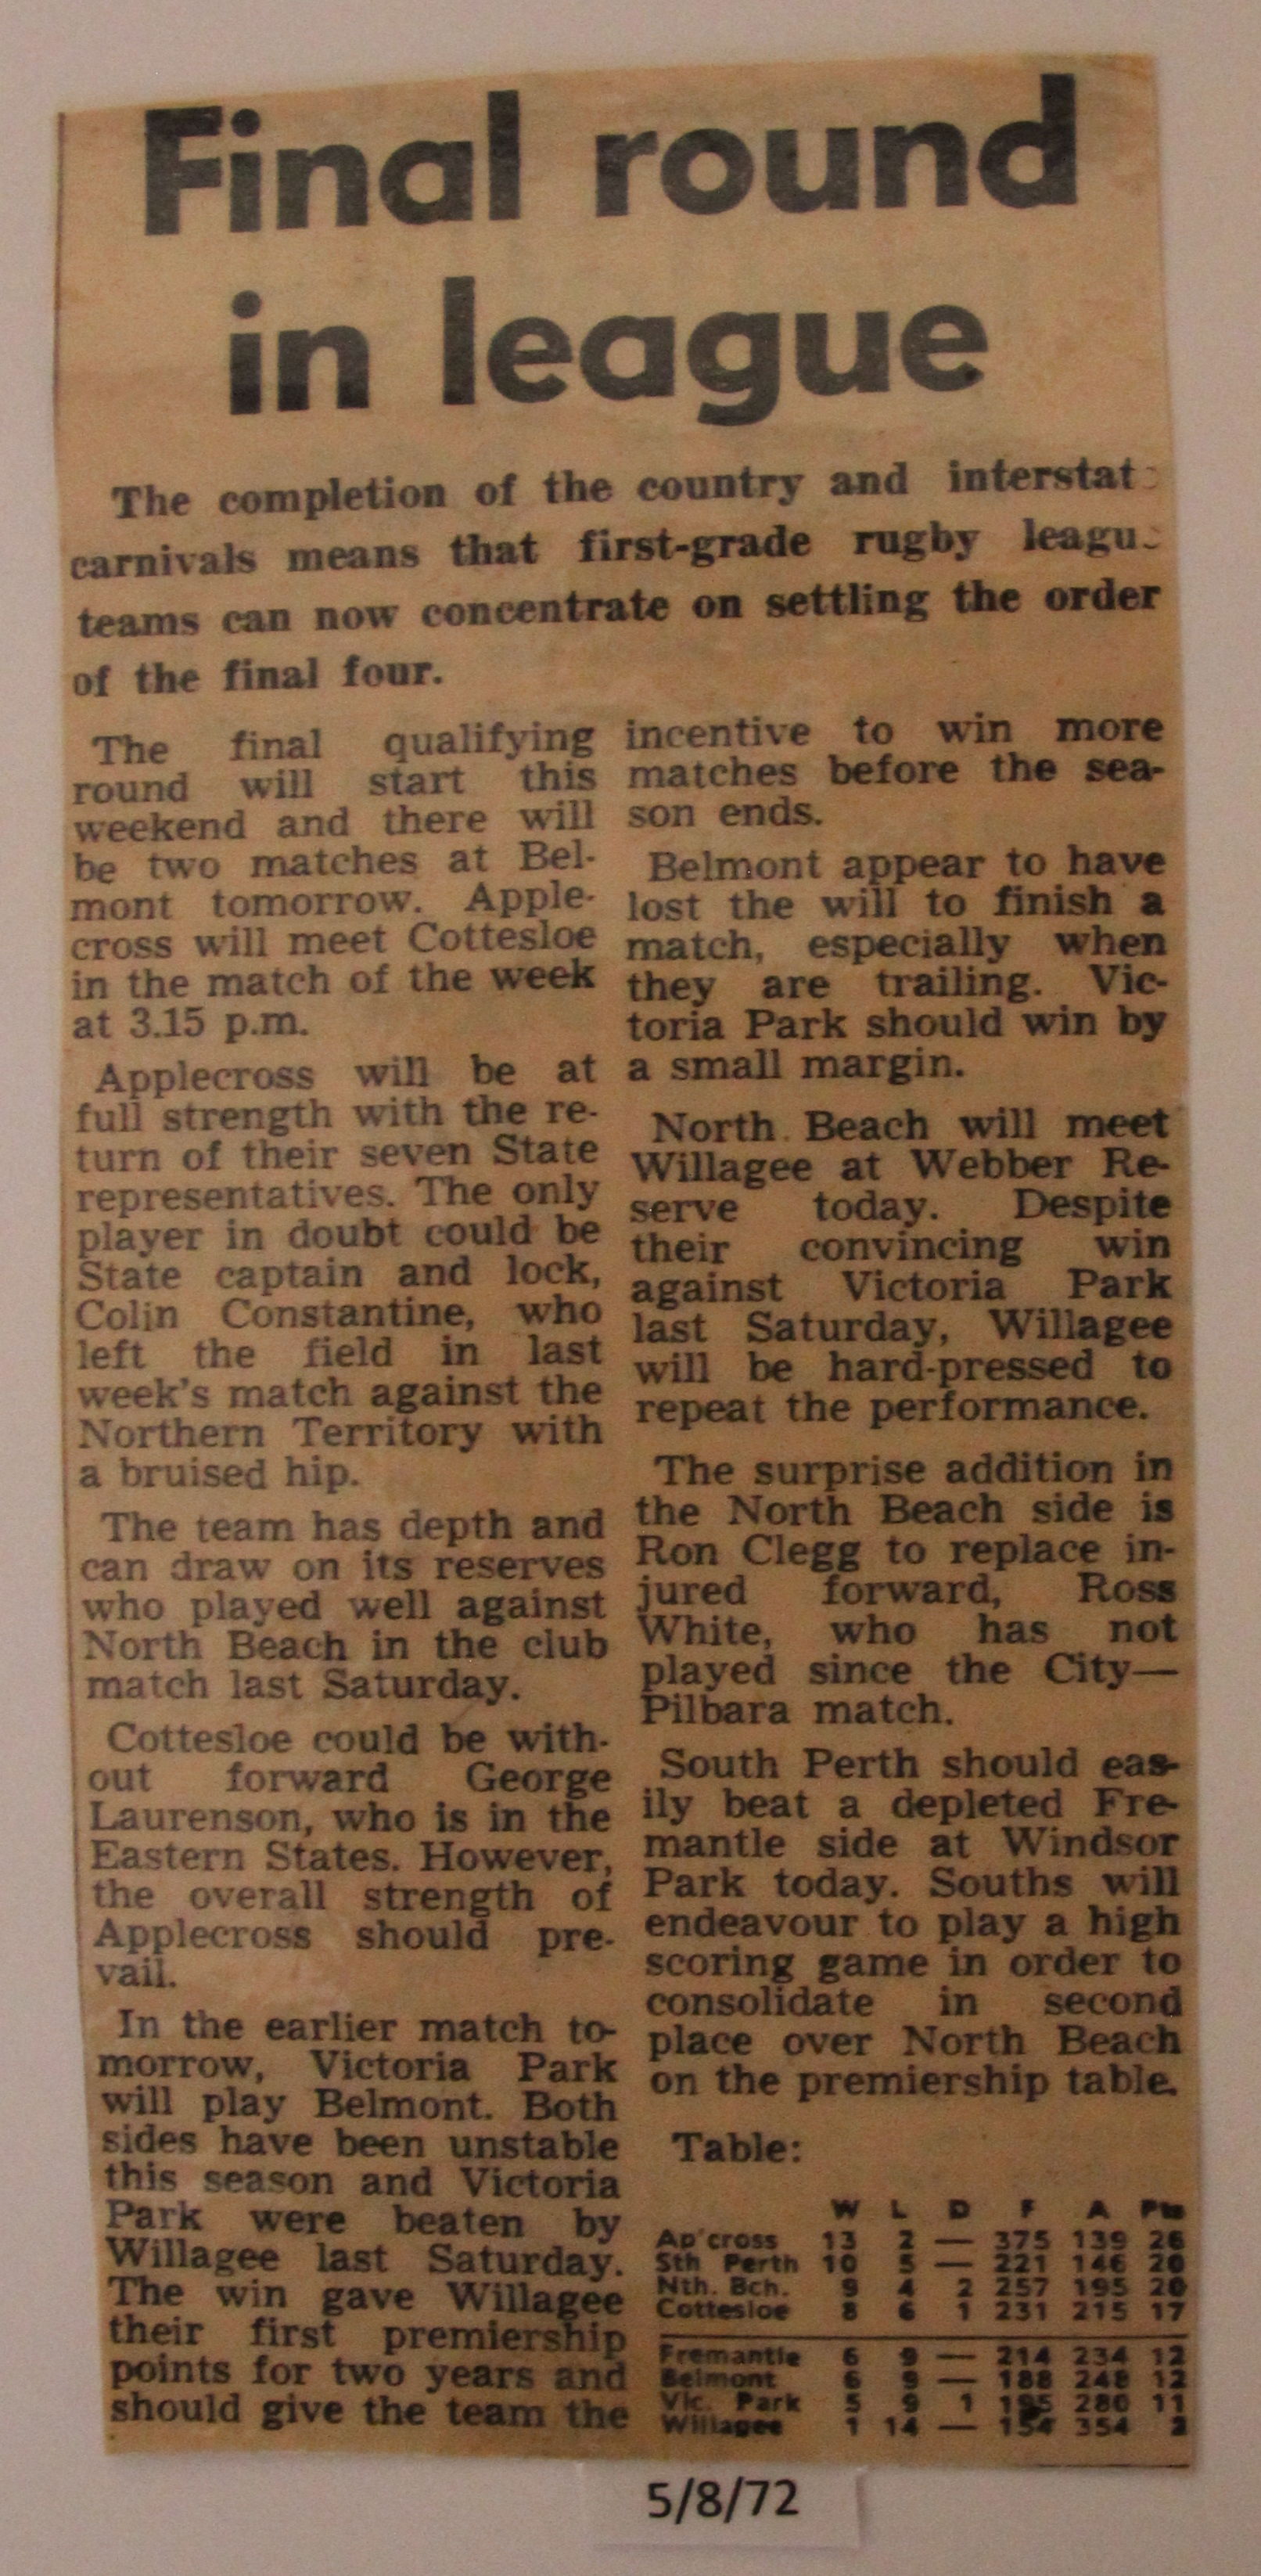 Final round
in league
The completion of the country and interstat
carnivals means that first-grade rugby leagu
teams can now concentrate on settling the order
of the final four.
The final qualifying
round will start this
weekend and there will
be two matches at Bel-
mont tomorrow. Apple-
cross will meet Cottesloe
in the match of the week
at 3.15 p.m.
Applecross will be at
full strength with the re-
turn of their seven State
representatives. The only
player in doubt could be
State captain and lock,
Colin Constantine, who
left the field in last
week's match against the
Northern Territory with
a bruised hip.
The team has depth and
can draw on its reserves
who played well against
North Beach in the club
match last Saturday.
Cottesloe could be with-
out forward George
Laurenson, who is in the
Eastern States. However,
the overall strength of
Applecross should pre-
vail.
In the earlier match to-
morrow, Victoria Park
will play Belmont. Both
sides have been unstable
this season and Victoria
Park were beaten by
Willagee last Saturday.
The win gave Willagee
their first premiership
points for two years and
should give the team the
incentive to win more
matches before the sea-
son ends.
Belmont appear to have
lost the will to finish a
match, especially when
they are trailing. Vic-
toria Park should win by
a small margin.
North Beach will meet
Willagee at Webber Re-
serve today. Despite
their convincing win
against Victoria Park
last Saturday, Willagee
will be hard-pressed to
repeat the performance.
The surprise addition in
the North Beach side is
Ron Clegg to replace in-
jured forward, Ross
White, who has not
played since the City—
Pilbara match.
South Perth should eas-
ily beat a depleted Fre-
mantle side at Windsor
Park today. Souths will
endeavour to play a high
scoring game in order to
consolidate in second
place over North Beach
on the premiership table.
Table:
W L D F A Pts
Ap'cross 13 2 — 375 139 26
Sth Perth 10 5 — 221 146 20
Nth. Bch. 9 4 2 257 195 20
Cottesloe 8 6 1 231 215 17
Fremantle 6 9 — 214 234 12
Belmont 6 9 — 188 248 12
Vic. Park 5 9 1 195 280 11
Willagee 1 14 — 154 354 2
5/8/72